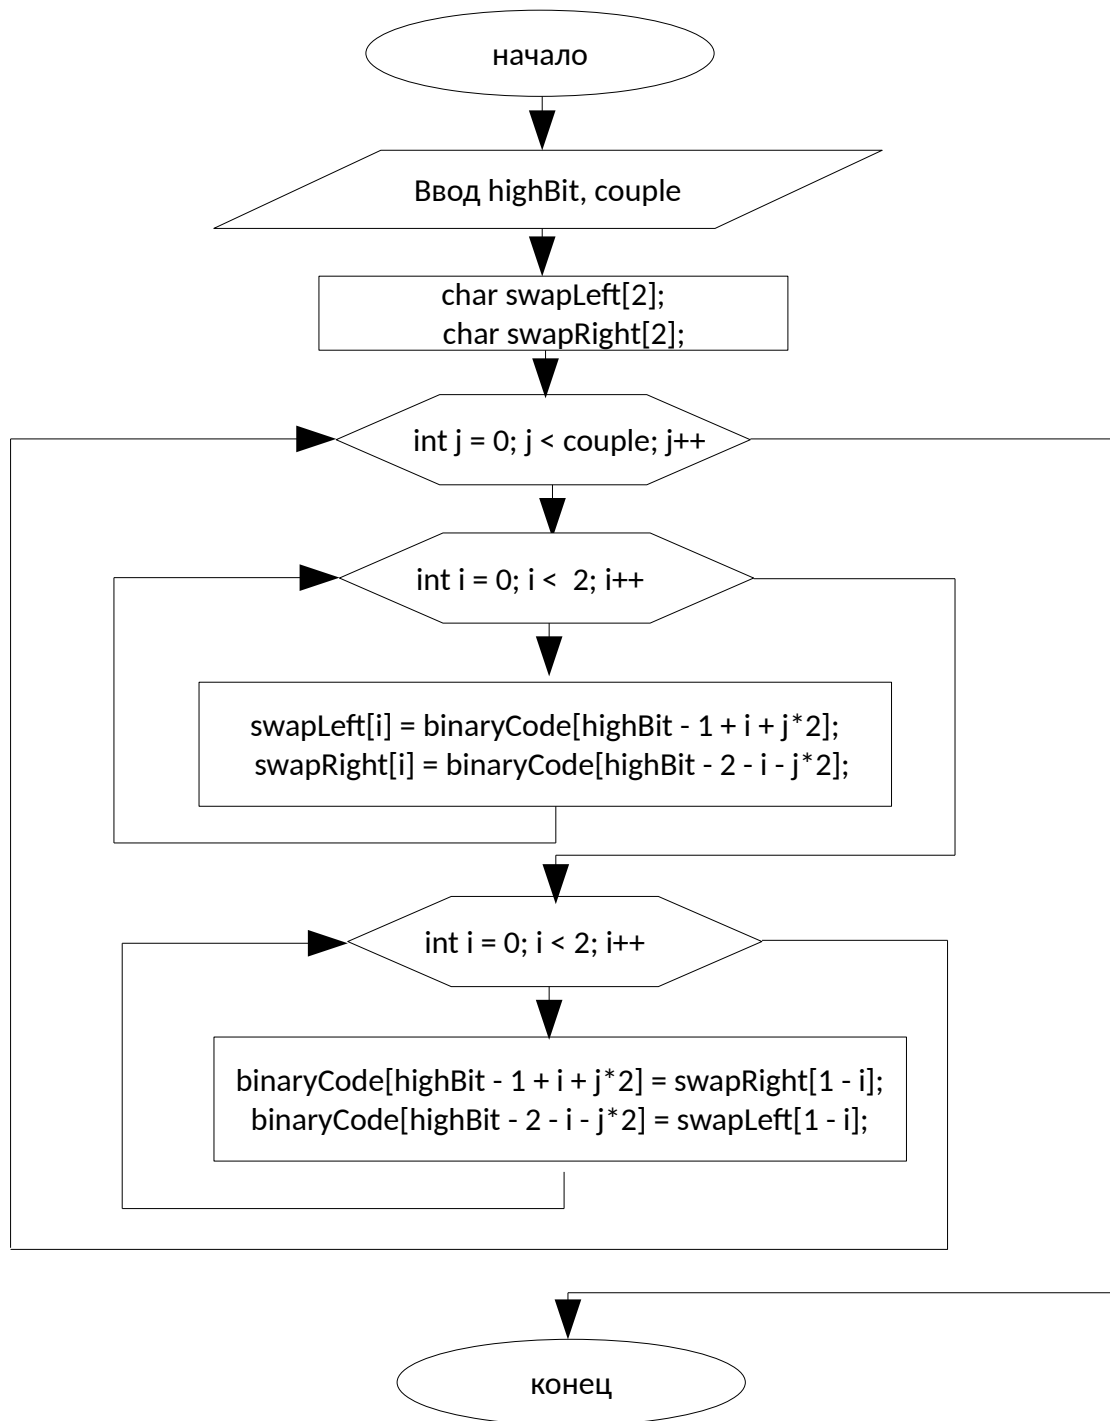 начало
Ввод highBit, couple
char swapLeft[2];
char swapRight[2];
int j = 0; j < couple; j++
int i = 0; i <  2; i++
swapLeft[i] = binaryCode[highBit - 1 + i + j*2];
swapRight[i] = binaryCode[highBit - 2 - i - j*2];
int i = 0; i < 2; i++
binaryCode[highBit - 1 + i + j*2] = swapRight[1 - i];
binaryCode[highBit - 2 - i - j*2] = swapLeft[1 - i];
конец